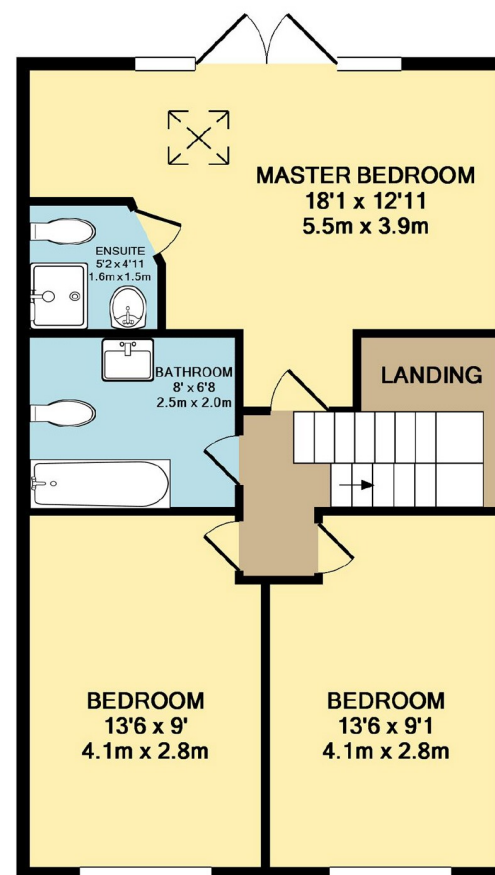 MASTER BEDROOM
18'1 x 12'11
5.5m x 3.9m
ENSUITE
5'2 x 4'11
1.6m x 1.5m
BATHROOM
8' x 6'8
2.5m x 2.0m
LANDING
BEDROOM
13'6 x 9'
4.1m x 2.8m
BEDROOM
13'6 x 9'1
4.1m x 2.8m